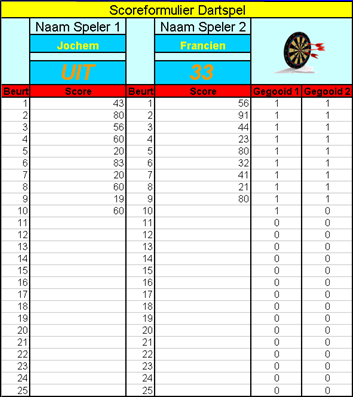 Scoreformulier Dartspel
Naam Speler 1 Naam Speler 2
Jochem Francien
UIT 33
Beurt Score Beurt Score Gegooid 1 Gegooid 2
1 43 1 56 1 1
2 80 2 91 1 1
3 56 3 44 1 1
4 60 4 23 1 1
5 20 5 80 1 1
6 83 6 32 1 1
7 20 7 41 1 1
8 60 8 21 1 1
9 19 9 80 1 1
10 60 10 1 0
11 11 0 0
12 12 0 0
13 13 0 0
14 14 0 0
15 15 0 0
16 16 0 0
17 17 0 0
18 18 0 0
19 19 0 0
20 20 0 0
21 21 0 0
22 22 0 0
23 23 0 0
24 24 0 0
25 25 0 0